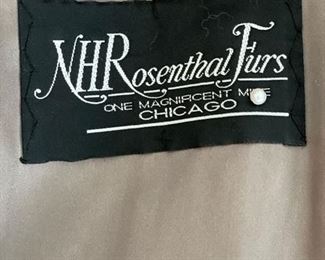 NHRosenthal Furs
ONE MAGNIFICENT MILE
CHICAGO